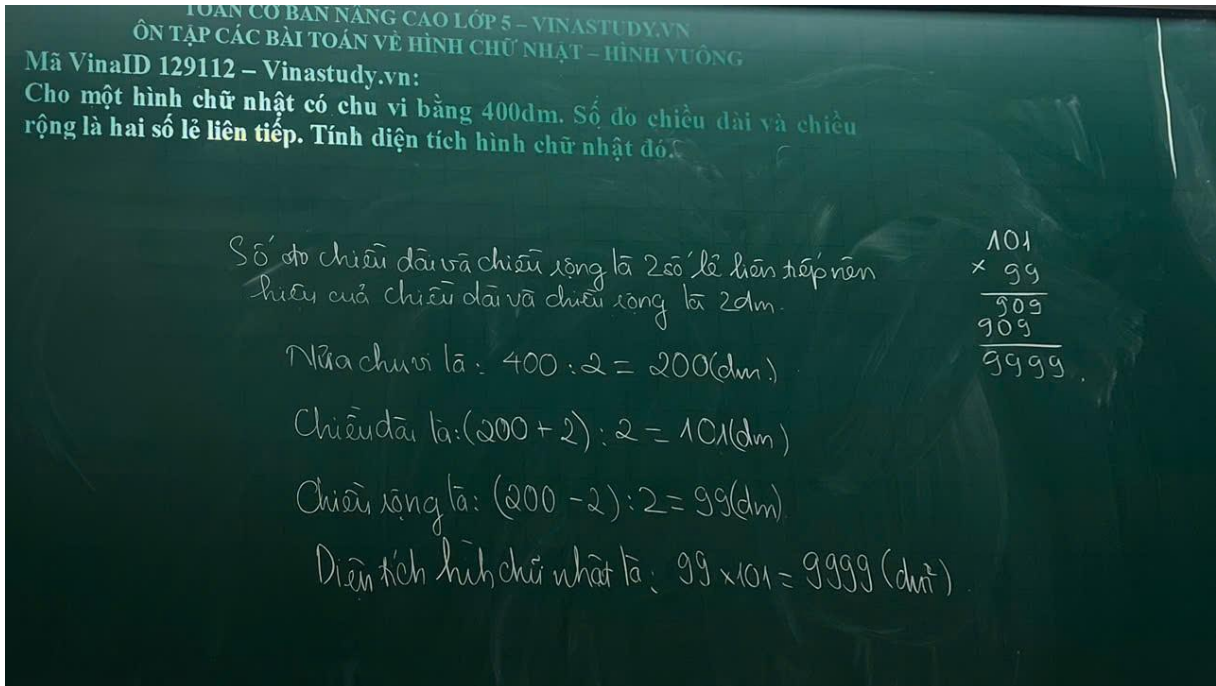 TOÁN CƠ BẢN NÂNG CAO LỚP 5 – VINASTUDY.VN
ÔN TẬP CÁC BÀI TOÁN VỀ HÌNH CHỮ NHẬT – HÌNH VUÔNG
Mã VinaID 129112 – Vinastudy.vn:
Cho một hình chữ nhật có chu vi bằng 400dm. Số đo chiều dài và chiều
rộng là hai số lẻ liên tiếp. Tính diện tích hình chữ nhật đó.
Số đo chiều dài và chiều rộng là 2 số lẻ liên tiếp nên
hiệu của chiều dài và chiều rộng là 2dm.
Nửa chu vi là: 400 : 2 = 200(dm)
Chiều dài là: (200 + 2) : 2 = 101(dm)
Chiều rộng là: (200 - 2) : 2 = 99(dm)
Diện tích hình chữ nhật là: 99 x 101 = 9999 (dm²)
101
× 99
909
909
9999.